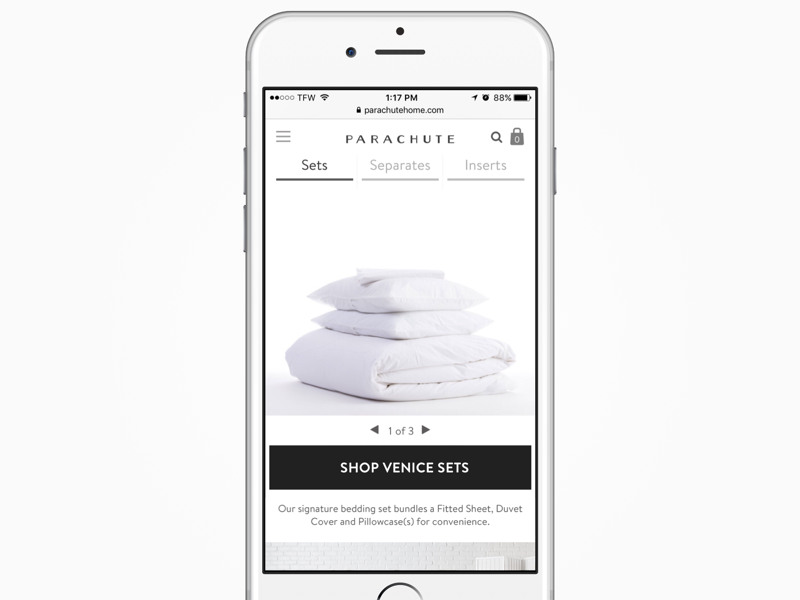 TFW 1:17 PM 88%
parachutehome.com
PARACHUTE 0
Sets Separates Inserts
1 of 3
SHOP VENICE SETS
Our signature bedding set bundles a Fitted Sheet, Duvet
Cover and Pillowcase(s) for convenience.